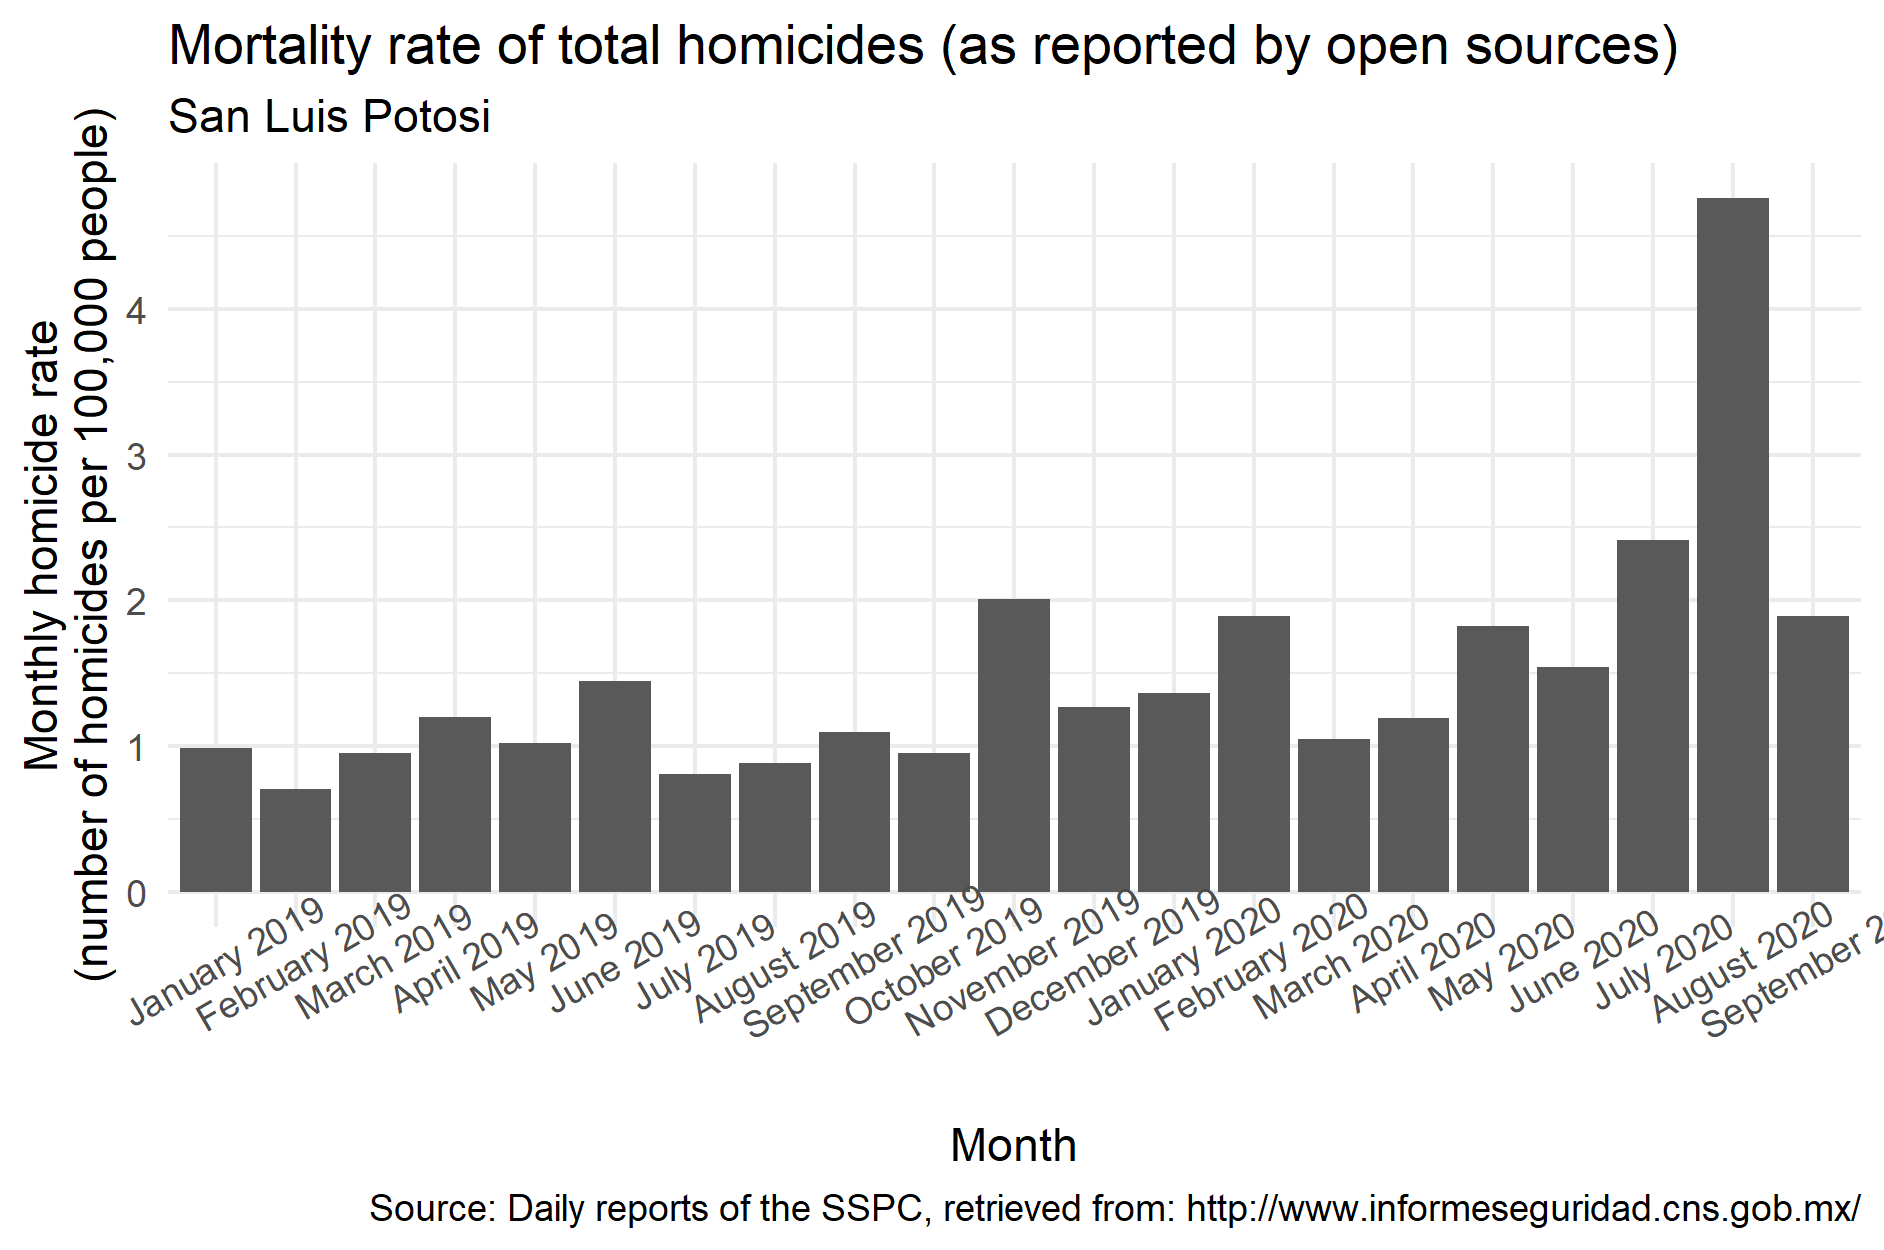 Mortality rate of total homicides (as reported by open sources)
San Luis Potosi
Monthly homicide rate
(number of homicides per 100,000 people)
4
3
2
1
0
January 2019
February 2019
March 2019
April 2019
May 2019
June 2019
July 2019
August 2019
September 2019
October 2019
November 2019
December 2019
January 2020
February 2020
March 2020
April 2020
May 2020
June 2020
July 2020
August 2020
September 2
Month
Source: Daily reports of the SSPC, retrieved from: http://www.informeseguridad.cns.gob.mx/